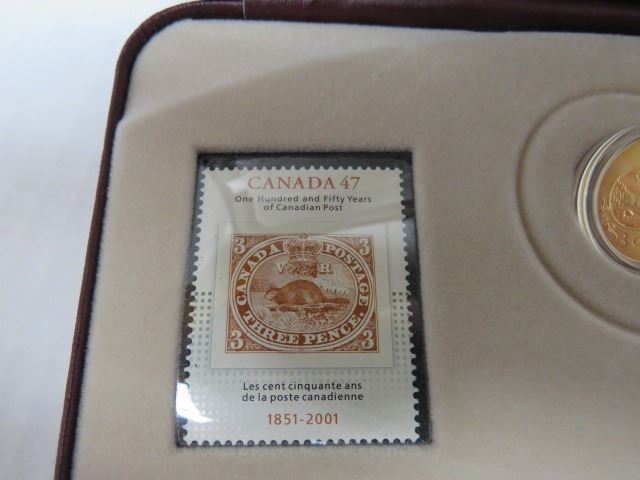 CANADA 47
One Hundred and Fifty Years
of Canadian Post
3 3
V R
CANADA POSTAGE
THREE PENCE.
3 3
Les cent cinquante ans
de la poste canadienne
1851-2001